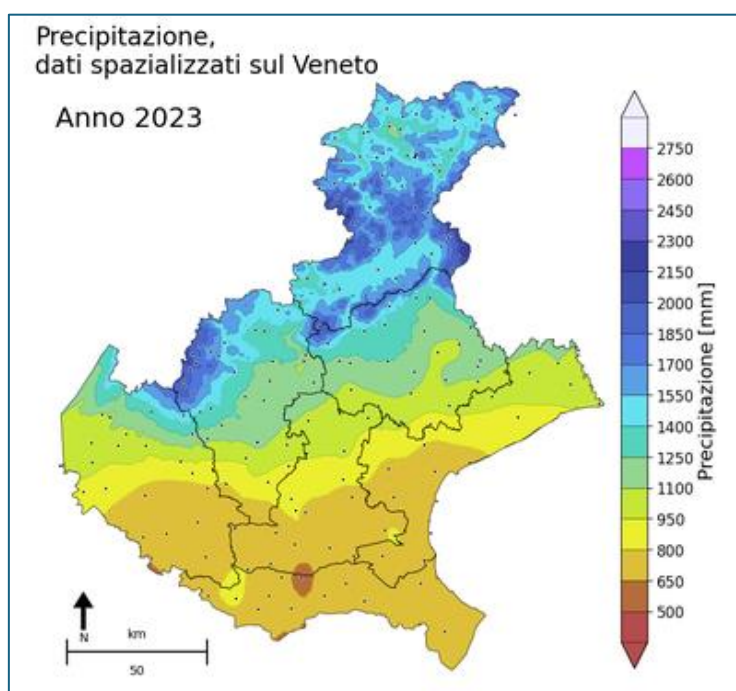 Precipitazione,
dati spazializzati sul Veneto
Anno 2023
2750
2600
2450
2300
2150
2000
1850
1700
1550
1400
1250
1100
950
800
650
500
Precipitazione [mm]
N
km
50